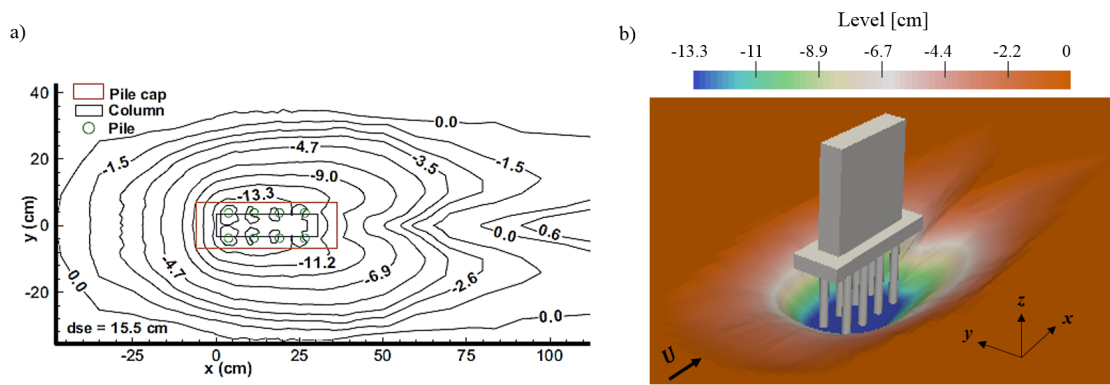 a)
40
20
0
-20
y (cm)
Pile cap
Column
Pile
0.0
-1.5
-4.7
-3.5
-1.5
-9.0
-13.3
0.0
0.6
-4.7
-11.2
-6.9
-2.6
0.0
0.0
dse = 15.5 cm
-25 0 25 50 75 100
x (cm)
b)
Level [cm]
-13.3 -11 -8.9 -6.7 -4.4 -2.2 0
z
y
x
U